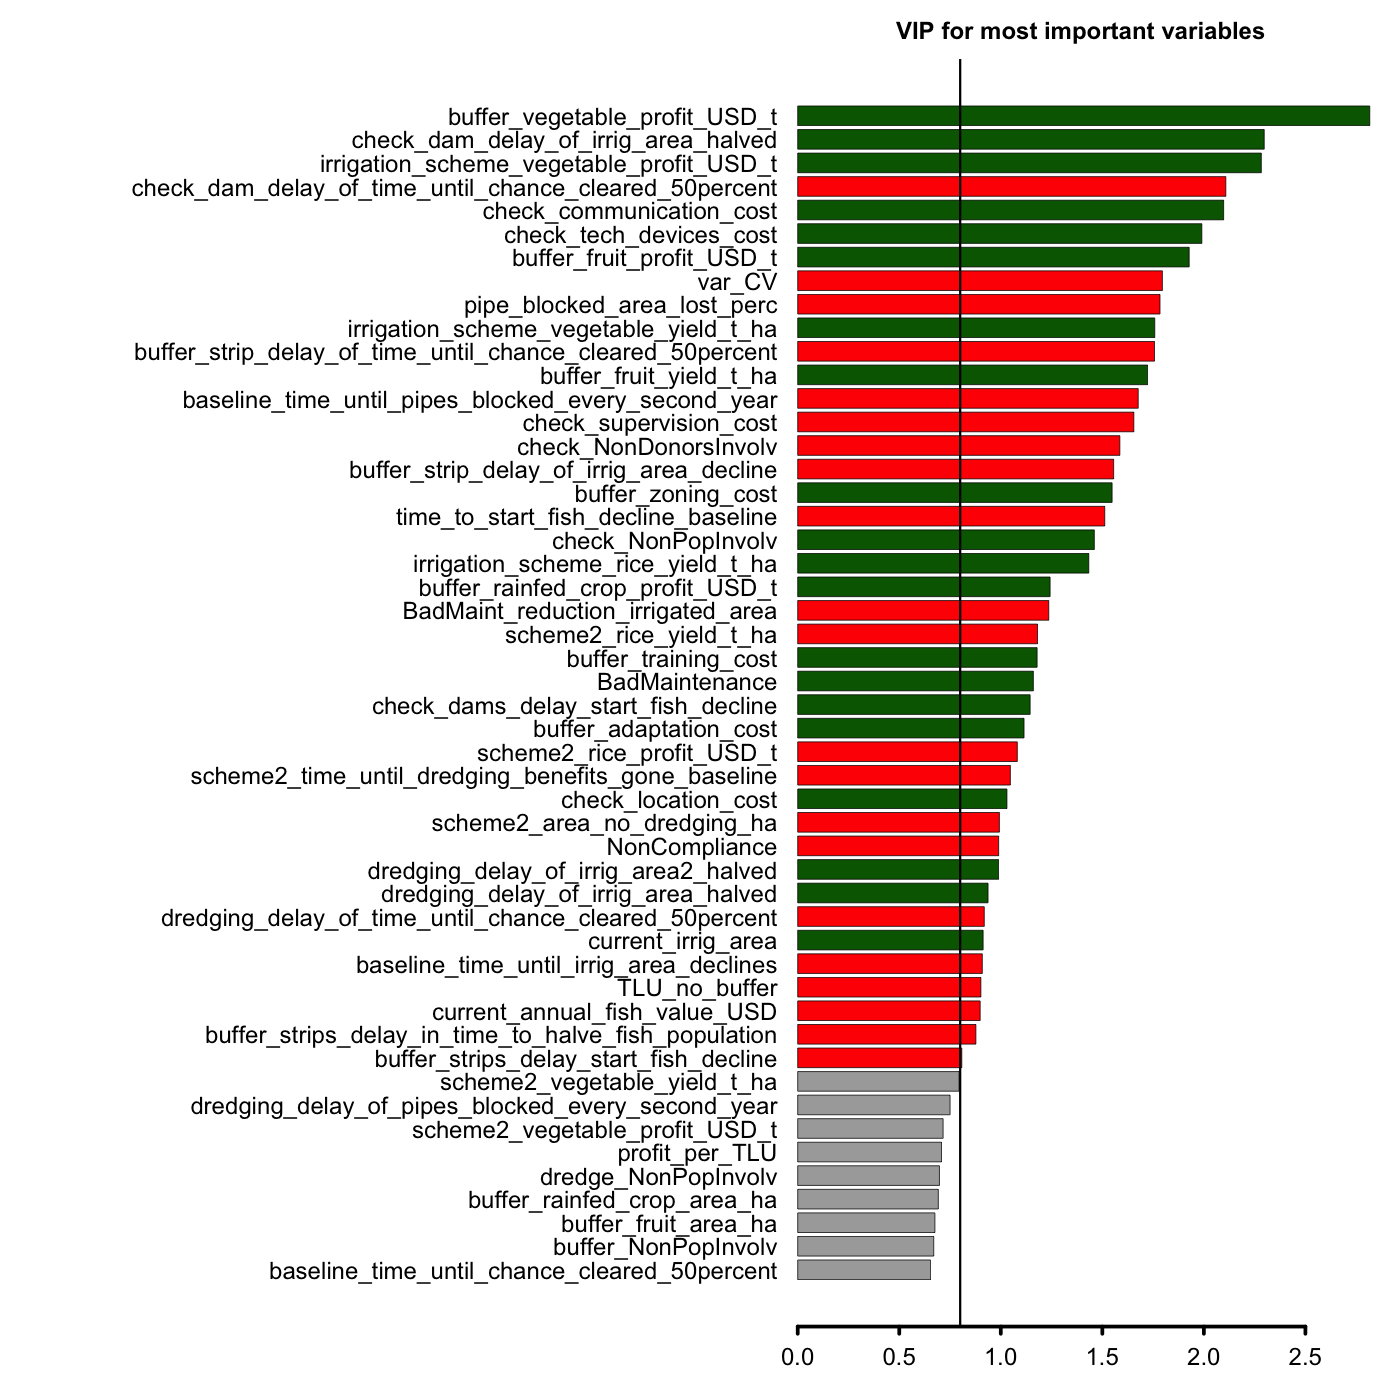 VIP for most important variables
buffer_vegetable_profit_USD_t
check_dam_delay_of_irrig_area_halved
irrigation_scheme_vegetable_profit_USD_t
check_dam_delay_of_time_until_chance_cleared_50percent
check_communication_cost
check_tech_devices_cost
buffer_fruit_profit_USD_t
var_CV
pipe_blocked_area_lost_perc
irrigation_scheme_vegetable_yield_t_ha
buffer_strip_delay_of_time_until_chance_cleared_50percent
buffer_fruit_yield_t_ha
baseline_time_until_pipes_blocked_every_second_year
check_supervision_cost
check_NonDonorsInvolv
buffer_strip_delay_of_irrig_area_decline
buffer_zoning_cost
time_to_start_fish_decline_baseline
check_NonPopInvolv
irrigation_scheme_rice_yield_t_ha
buffer_rainfed_crop_profit_USD_t
BadMaint_reduction_irrigated_area
scheme2_rice_yield_t_ha
buffer_training_cost
BadMaintenance
check_dams_delay_start_fish_decline
buffer_adaptation_cost
scheme2_rice_profit_USD_t
scheme2_time_until_dredging_benefits_gone_baseline
check_location_cost
scheme2_area_no_dredging_ha
NonCompliance
dredging_delay_of_irrig_area2_halved
dredging_delay_of_irrig_area_halved
dredging_delay_of_time_until_chance_cleared_50percent
current_irrig_area
baseline_time_until_irrig_area_declines
TLU_no_buffer
current_annual_fish_value_USD
buffer_strips_delay_in_time_to_halve_fish_population
buffer_strips_delay_start_fish_decline
scheme2_vegetable_yield_t_ha
dredging_delay_of_pipes_blocked_every_second_year
scheme2_vegetable_profit_USD_t
profit_per_TLU
dredge_NonPopInvolv
buffer_rainfed_crop_area_ha
buffer_fruit_area_ha
buffer_NonPopInvolv
baseline_time_until_chance_cleared_50percent
0.0 0.5 1.0 1.5 2.0 2.5